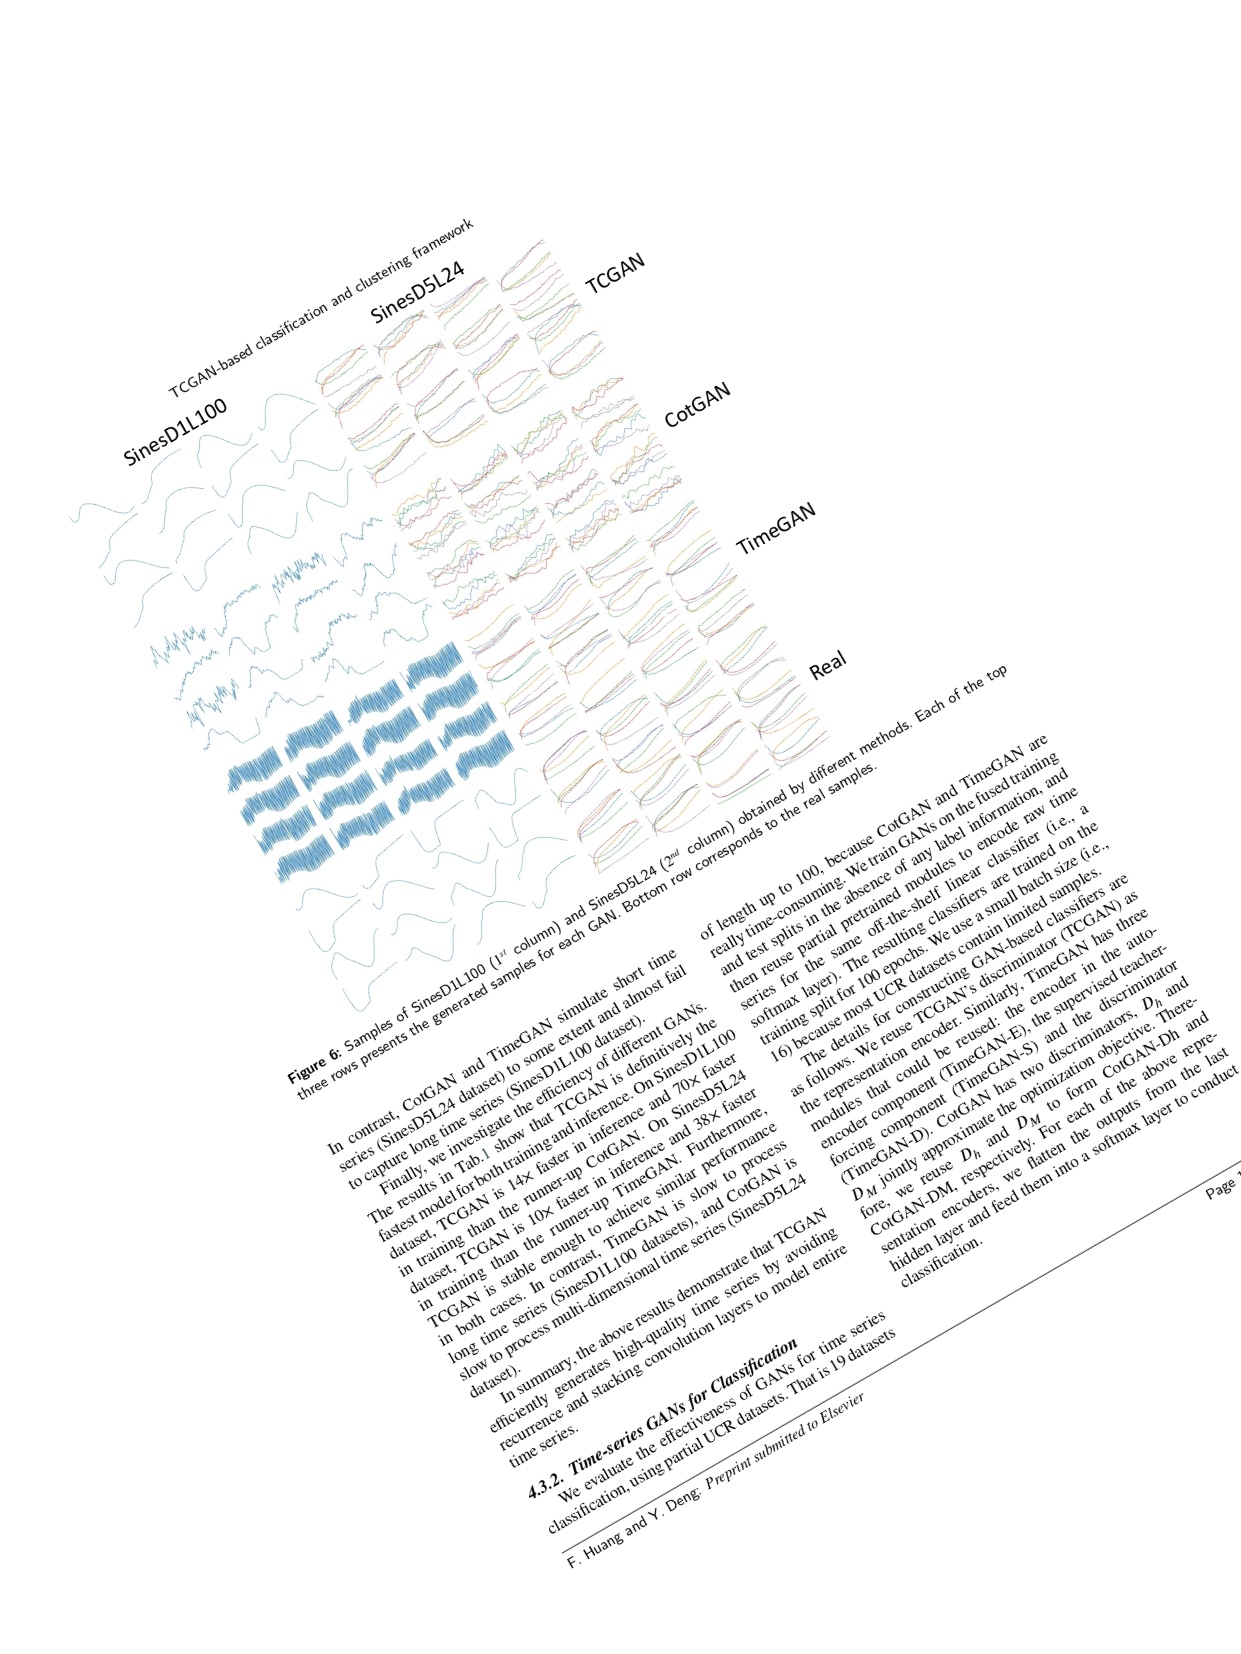 TCGAN-based classification and clustering framework
SinesD1L100
SinesD5L24
TCGAN
CotGAN
TimeGAN
Real
Figure 6: Samples of SinesD1L100 (1st column) and SinesD5L24 (2nd column) obtained by different methods. Each of the top
three rows presents the generated samples for each GAN. Bottom row corresponds to the real samples.
In contrast, CotGAN and TimeGAN simulate short time
series (SinesD5L24 dataset) to some extent and almost fail
to capture long time series (SinesD1L100 dataset).
Finally, we investigate the efficiency of different GANs.
The results in Tab.1 show that TCGAN is definitively the
fastest model for both training and inference. On SinesD1L100
dataset, TCGAN is 14× faster in inference and 70× faster
in training than the runner-up CotGAN. On SinesD5L24
dataset, TCGAN is 10× faster in inference and 38× faster
in training than the runner-up TimeGAN. Furthermore,
TCGAN is stable enough to achieve similar performance
in both cases. In contrast, TimeGAN is slow to process
long time series (SinesD1L100 datasets), and CotGAN is
slow to process multi-dimensional time series (SinesD5L24
dataset).
In summary, the above results demonstrate that TCGAN
efficiently generates high-quality time series by avoiding
recurrence and stacking convolution layers to model entire
time series.
4.3.2. Time-series GANs for Classification
We evaluate the effectiveness of GANs for time series
classification, using partial UCR datasets. That is 19 datasets
of length up to 100, because CotGAN and TimeGAN are
really time-consuming. We train GANs on the fused training
and test splits in the absence of any label information, and
then reuse partial pretrained modules to encode raw time
series for the same off-the-shelf linear classifier (i.e., a
softmax layer). The resulting classifiers are trained on the
training split for 100 epochs. We use a small batch size (i.e.,
16) because most UCR datasets contain limited samples.
The details for constructing GAN-based classifiers are
as follows. We reuse TCGAN's discriminator (TCGAN) as
the representation encoder. Similarly, TimeGAN has three
modules that could be reused: the encoder in the auto-
encoder component (TimeGAN-E), the supervised teacher-
forcing component (TimeGAN-S) and the discriminator
(TimeGAN-D). CotGAN has two discriminators, Dh and
DM jointly approximate the optimization objective. There-
fore, we reuse Dh and DM to form CotGAN-Dh and
CotGAN-DM, respectively. For each of the above repre-
sentation encoders, we flatten the outputs from the last
hidden layer and feed them into a softmax layer to conduct
classification.
F. Huang and Y. Deng: Preprint submitted to Elsevier
Page